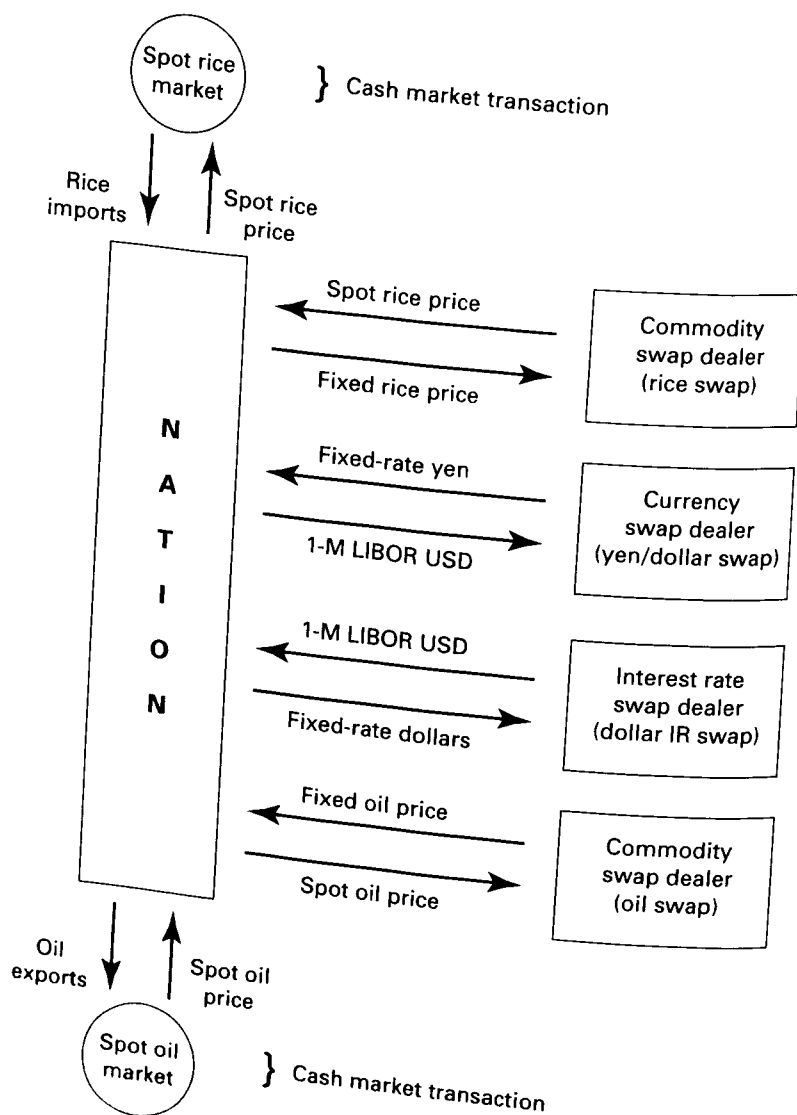 Spot rice
market
} Cash market transaction
Rice
imports
Spot rice
price
Spot rice price
Fixed rice price
Commodity
swap dealer
(rice swap)
N
A
T
I
O
N
Fixed-rate yen
1-M LIBOR USD
Currency
swap dealer
(yen/dollar swap)
1-M LIBOR USD
Fixed-rate dollars
Interest rate
swap dealer
(dollar IR swap)
Fixed oil price
Spot oil price
Commodity
swap dealer
(oil swap)
Oil
exports
Spot oil
price
Spot oil
market
} Cash market transaction